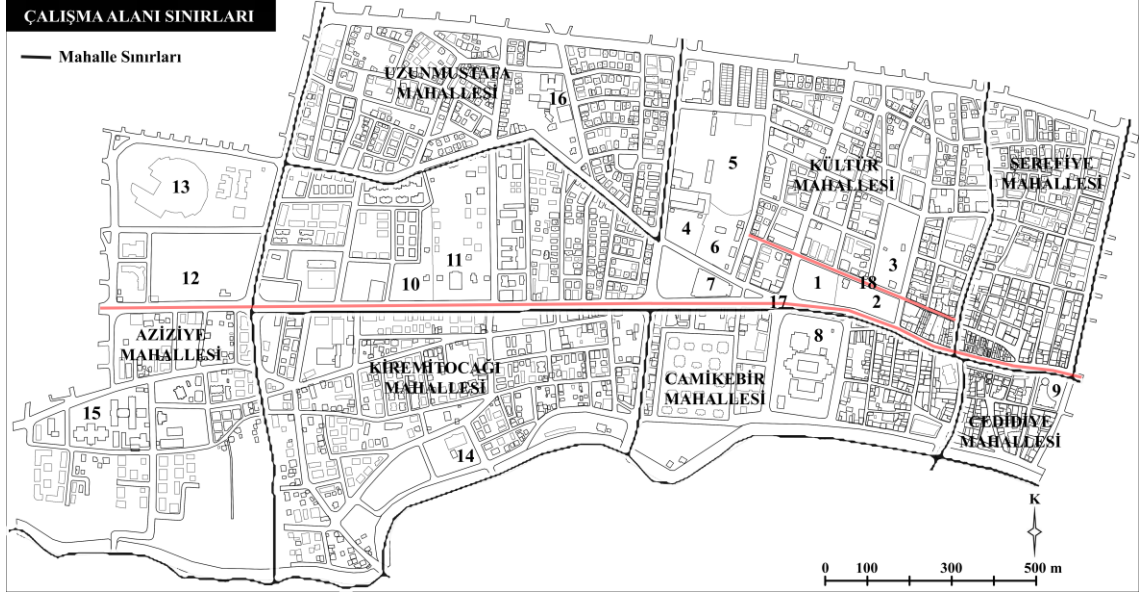 ÇALIŞMA ALANI SINIRLARI
Mahalle Sınırları
UZUNMUSTAFA
MAHALLESİ
16
5
KÜLTÜR
MAHALLESİ
ŞEREFİYE
MAHALLESİ
13
4
6
3
12
10
11
7
1
18
2
17
AZİZİYE
MAHALLESİ
8
KİREMİTOCAĞI
MAHALLESİ
CAMİKEBİR
MAHALLESİ
9
15
CEDİDİYE
MAHALLESİ
14
K
0 100 300 500 m